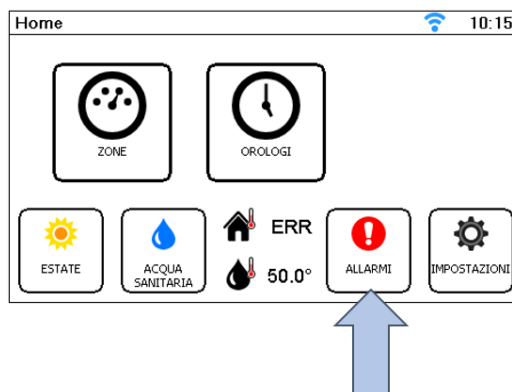 Home 10:15
ZONE
OROLOGI
ESTATE
ACQUA
SANITARIA
ERR
50.0°
ALLARMI
IMPOSTAZIONI